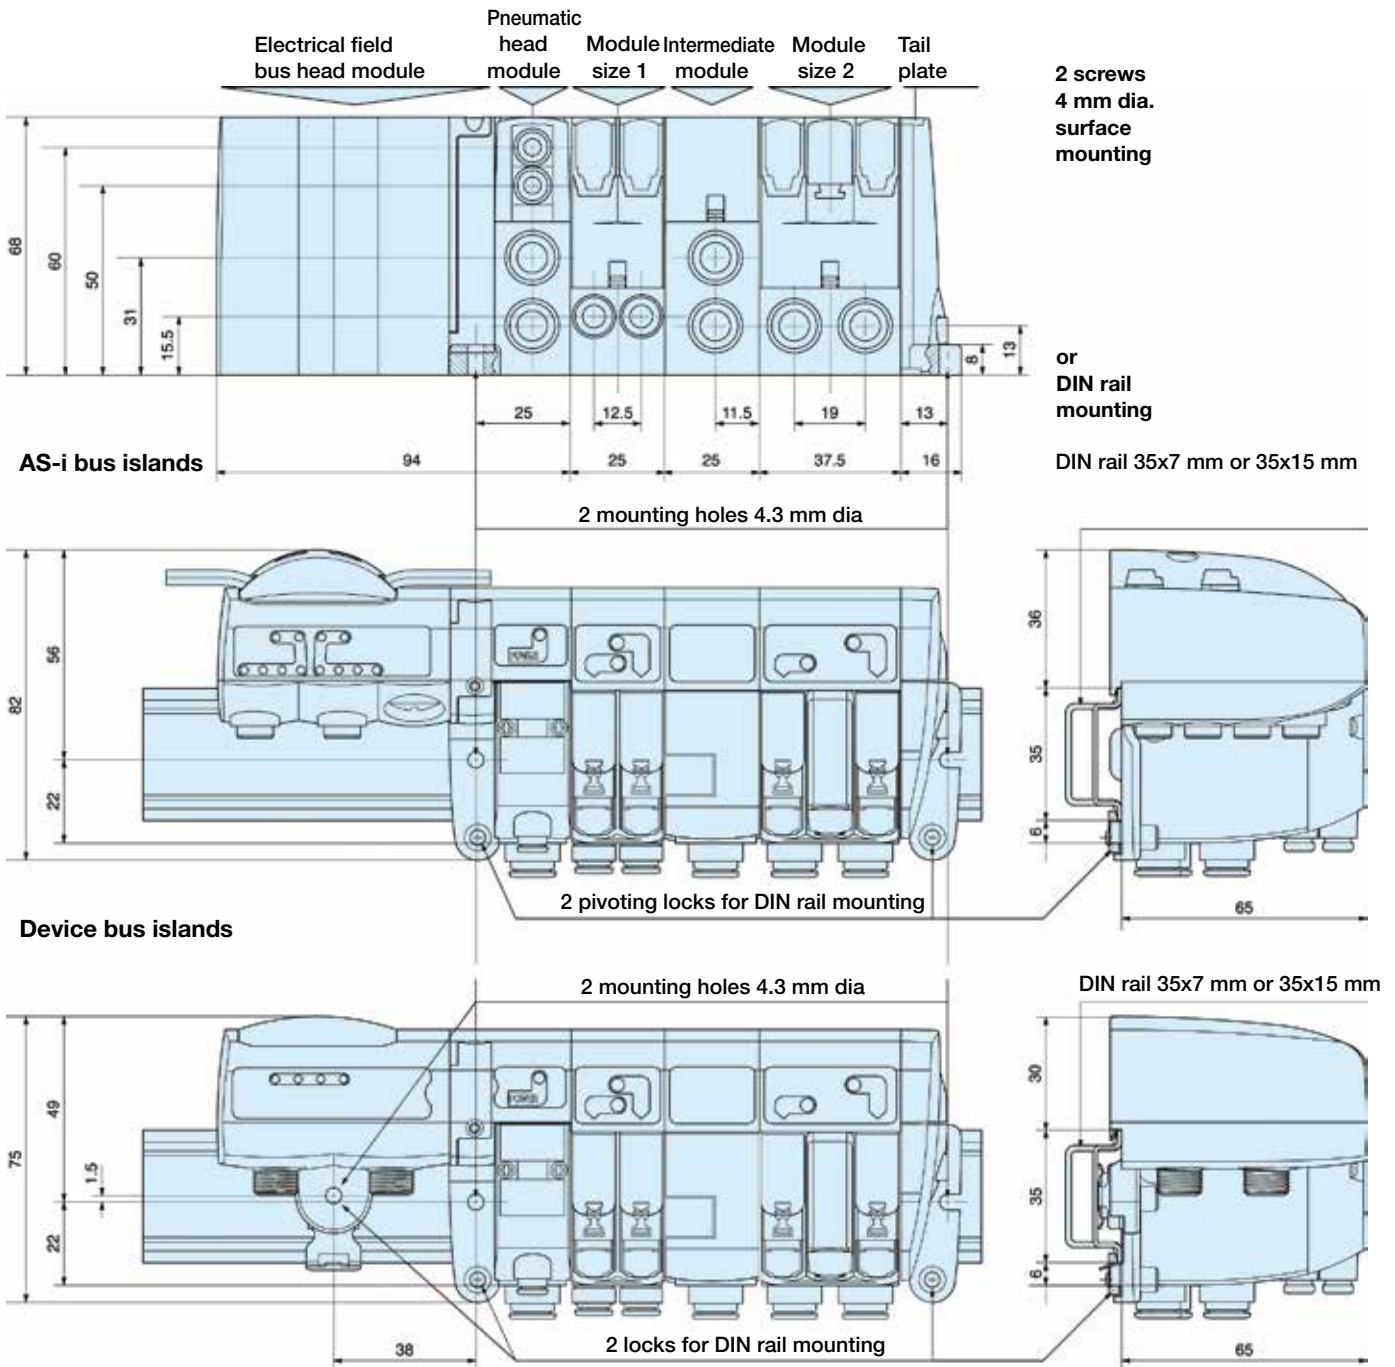 Electrical field
bus head module
Pneumatic
head
module
Module
size 1
Intermediate
module
Module
size 2
Tail
plate
2 screws
4 mm dia.
surface
mounting
68
60
50
31
15.5
8
13
or
DIN rail
mounting
25
12.5
11.5
19
13
AS-i bus islands
94
25
25
37.5
16
DIN rail 35x7 mm or 35x15 mm
2 mounting holes 4.3 mm dia
82
56
22
POWER
36
35
6
2 pivoting locks for DIN rail mounting
65
Device bus islands
2 mounting holes 4.3 mm dia
DIN rail 35x7 mm or 35x15 mm
75
49
1.5
22
POWER
30
35
6
2 locks for DIN rail mounting
38
65